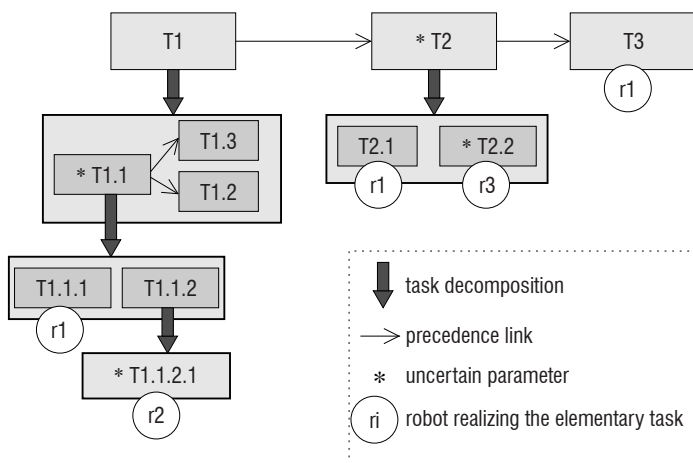 T1
* T2
T3
r1
T1.3
* T1.1
T1.2
T2.1
* T2.2
r1
r3
T1.1.1
T1.1.2
r1
* T1.1.2.1
r2
task decomposition
precedence link
* uncertain parameter
ri robot realizing the elementary task